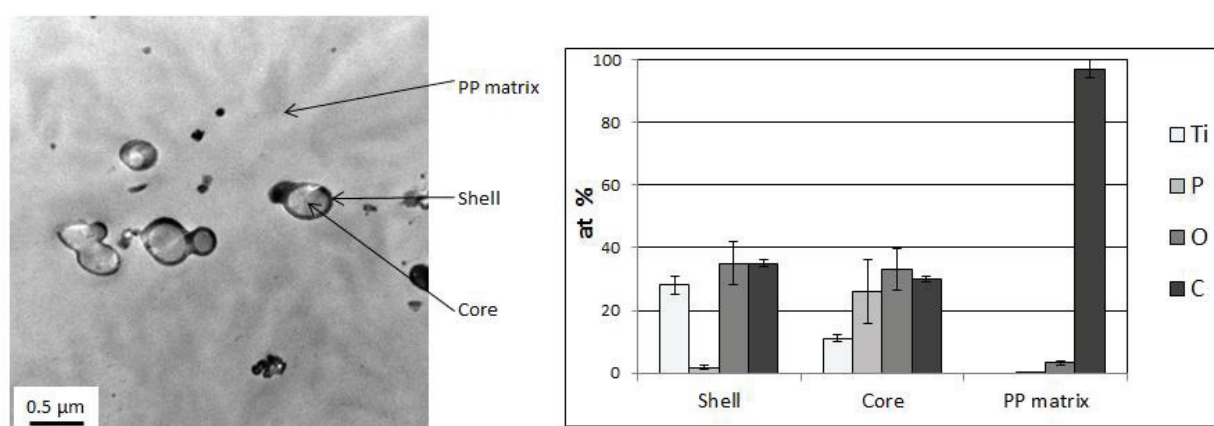 PP matrix
Shell
Core
0.5 µm
at %
100
80
60
40
20
0
Shell Core PP matrix
Ti
P
O
C